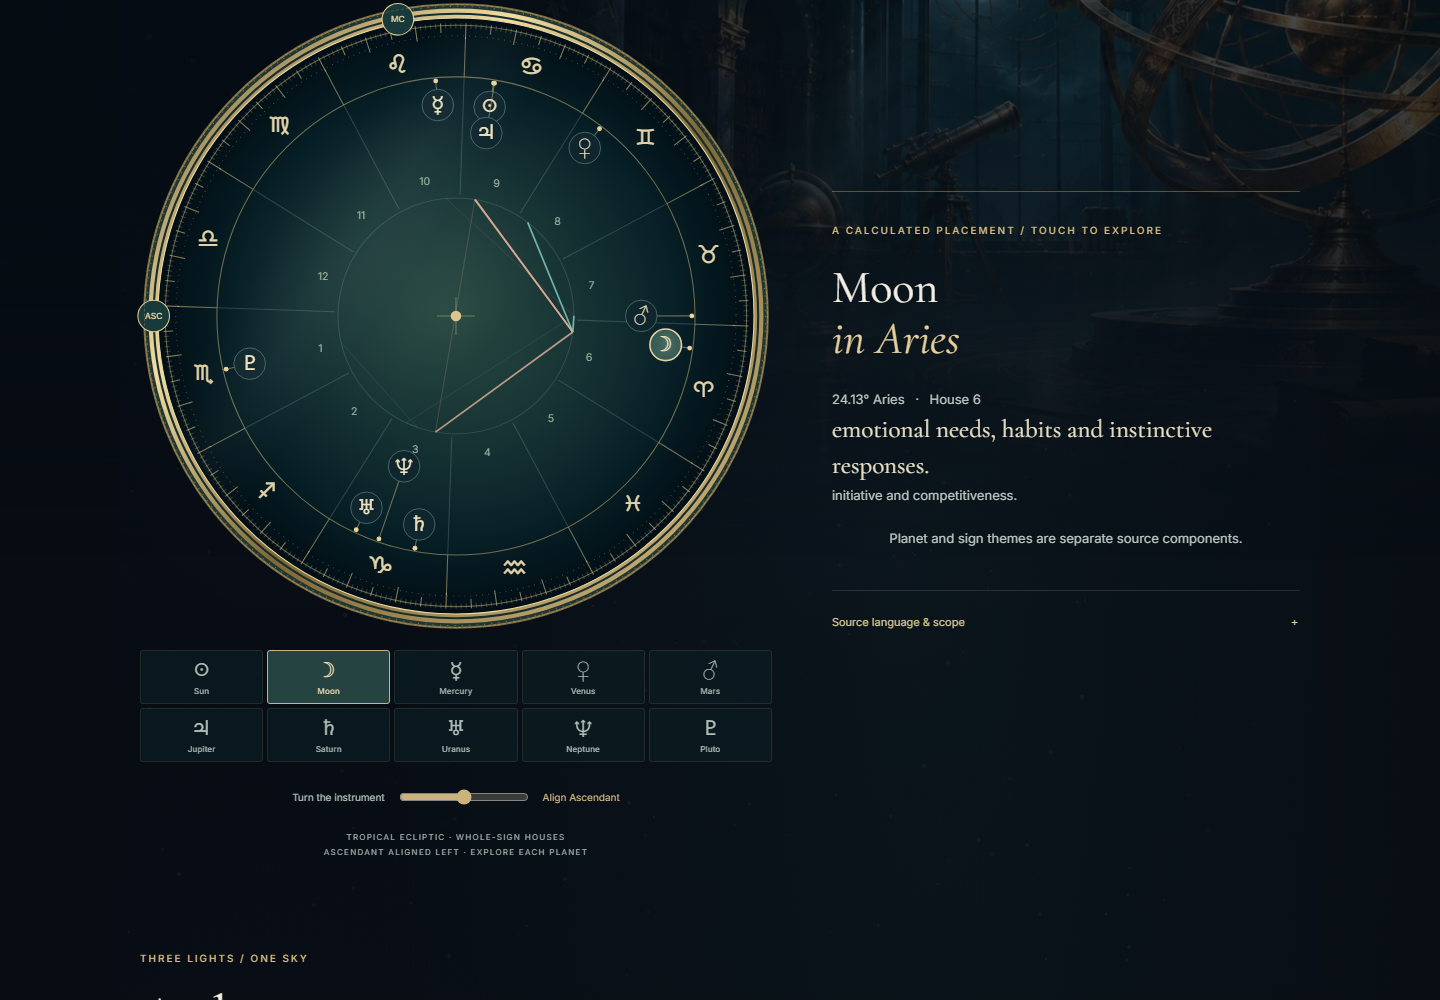 MC
10
9
11
8
12
7
ASC
1
6
2
5
3
4
Sun
Moon
Mercury
Venus
Mars
Jupiter
Saturn
Uranus
Neptune
Pluto
Turn the instrument
Align Ascendant
TROPICAL ECLIPTIC · WHOLE-SIGN HOUSES
ASCENDANT ALIGNED LEFT · EXPLORE EACH PLANET
A CALCULATED PLACEMENT / TOUCH TO EXPLORE
Moon
in Aries
24.13° Aries · House 6
emotional needs, habits and instinctive
responses.
initiative and competitiveness.
Planet and sign themes are separate source components.
Source language & scope +
THREE LIGHTS / ONE SKY